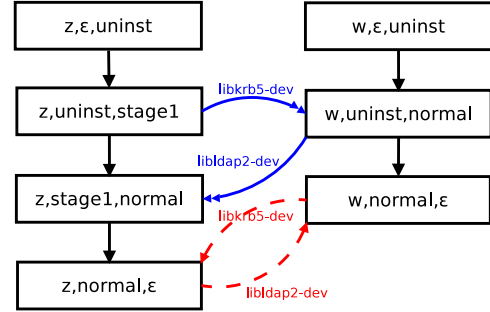 z,ε,uninst
w,ε,uninst
libkrb5-dev
z,uninst,stage1
w,uninst,normal
libldap2-dev
z,stage1,normal
w,normal,ε
libkrb5-dev
z,normal,ε
libldap2-dev